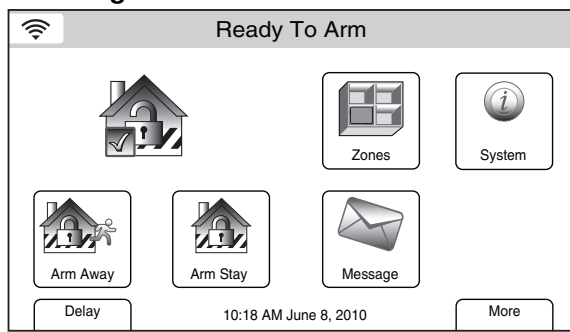 Ready To Arm
Zones
System
Arm Away
Arm Stay
Message
Delay
10:18 AM June 8, 2010
More